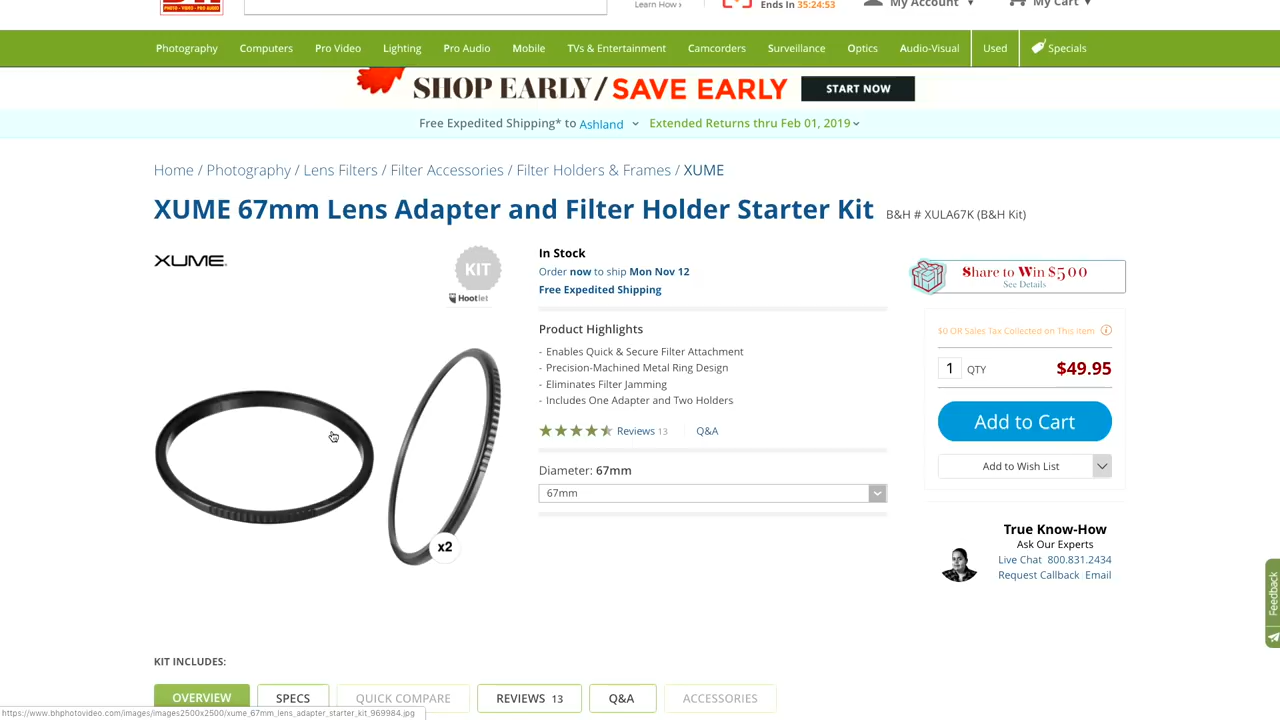 PHOTO · VIDEO · PRO AUDIO
Learn How ›
Ends In 35:24:53
My Account ▼
My Cart ▼
Photography Computers Pro Video Lighting Pro Audio Mobile TVs & Entertainment Camcorders Surveillance Optics Audio-Visual Used Specials
SHOP EARLY/SAVE EARLY START NOW
Free Expedited Shipping* to Ashland Extended Returns thru Feb 01, 2019
Home / Photography / Lens Filters / Filter Accessories / Filter Holders & Frames / XUME
XUME 67mm Lens Adapter and Filter Holder Starter Kit B&H # XULA67K (B&H Kit)
XUME
KIT
Hootlet
x2
In Stock
Order now to ship Mon Nov 12
Free Expedited Shipping
Product Highlights
- Enables Quick & Secure Filter Attachment
- Precision-Machined Metal Ring Design
- Eliminates Filter Jamming
- Includes One Adapter and Two Holders
Reviews 13 Q&A
Diameter: 67mm
67mm
Share to Win $500
See Details
$0 OR Sales Tax Collected on This item
1 QTY $49.95
Add to Cart
Add to Wish List
True Know-How
Ask Our Experts
Live Chat 800.831.2434
Request Callback Email
Feedback
KIT INCLUDES:
OVERVIEW SPECS QUICK COMPARE REVIEWS 13 Q&A ACCESSORIES
https://www.bhphotovideo.com/images/images2500x2500/xume_67mm_lens_adapter_starter_kit_969984.jpg